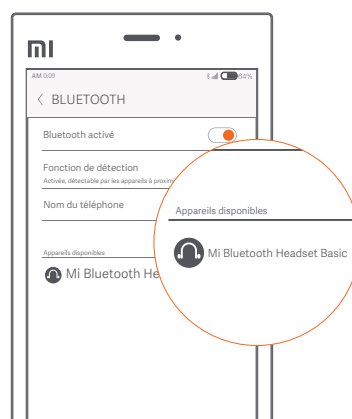 MI
AM 0:09
64%
< BLUETOOTH
Bluetooth activé
Fonction de détection
Activée, détectable par les appareils à proxim
Nom du téléphone
Appareils disponibles
Mi Bluetooth He
Appareils disponibles
Mi Bluetooth Headset Basic